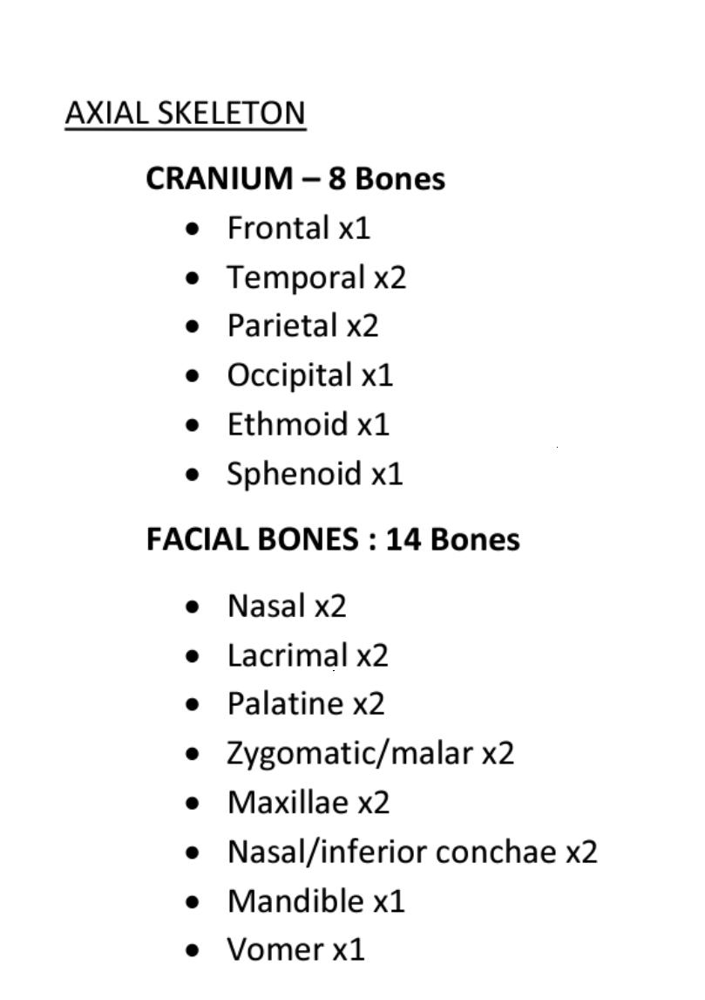 AXIAL SKELETON
CRANIUM – 8 Bones
• Frontal x1
• Temporal x2
• Parietal x2
• Occipital x1
• Ethmoid x1
• Sphenoid x1
FACIAL BONES : 14 Bones
• Nasal x2
• Lacrimal x2
• Palatine x2
• Zygomatic/malar x2
• Maxillae x2
• Nasal/inferior conchae x2
• Mandible x1
• Vomer x1